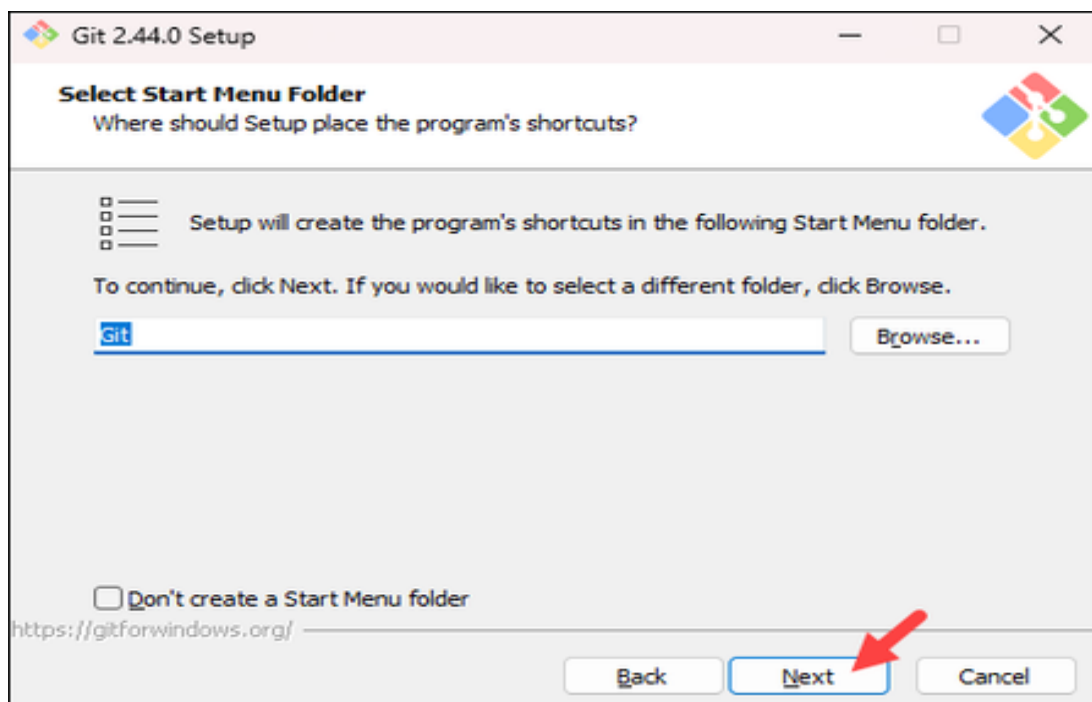 Git 2.44.0 Setup
Select Start Menu Folder
Where should Setup place the program's shortcuts?
Setup will create the program's shortcuts in the following Start Menu folder.
To continue, click Next. If you would like to select a different folder, click Browse.
Git
Browse...
Don't create a Start Menu folder
https://gitforwindows.org/
Back Next Cancel